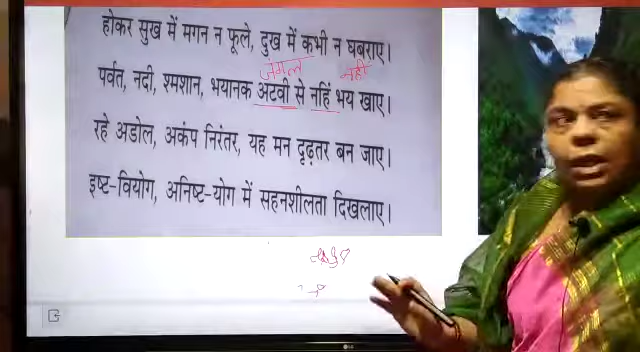 होकर सुख में मगन न फूले, दुख में कभी न घबराए।
जंगल नहीं
पर्वत, नदी, श्मशान, भयानक अटवी से नहिं भय खाए।
रहे अडोल, अकंप निरंतर, यह मन दृढ़तर बन जाए।
इष्ट-वियोग, अनिष्ट-योग में सहनशीलता दिखलाए।